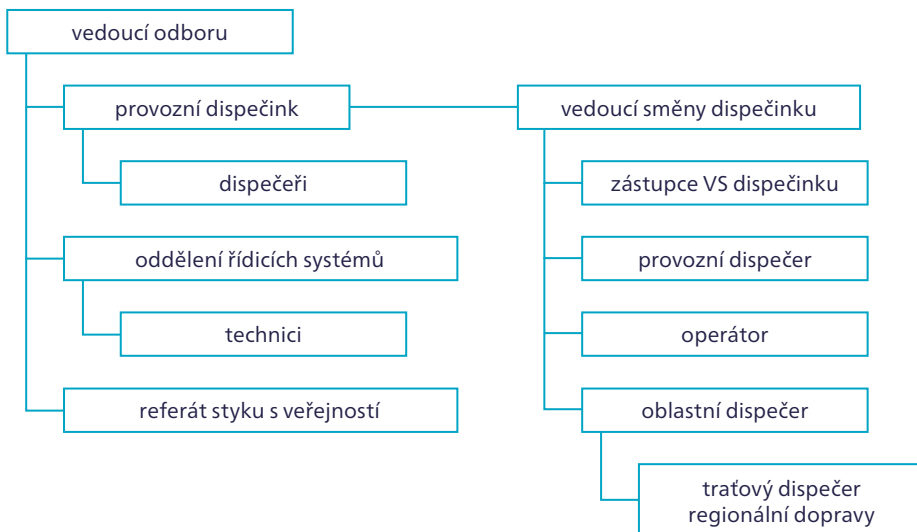 vedoucí odboru
provozní dispečink
dispečeři
oddělení řídicích systémů
technici
referát styku s veřejností
vedoucí směny dispečinku
zástupce VS dispečinku
provozní dispečer
operátor
oblastní dispečer
traťový dispečer
regionální dopravy